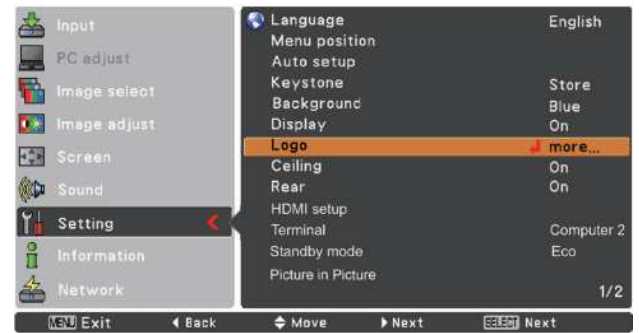 Input
PC adjust
Image select
Image adjust
Screen
Sound
Setting
Information
Network
Language English
Menu position
Auto setup
Keystone Store
Background Blue
Display On
Logo more...
Ceiling On
Rear On
HDMI setup
Terminal Computer 2
Standby mode Eco
Picture in Picture
1/2
MENU Exit Back Move Next SELECT Next